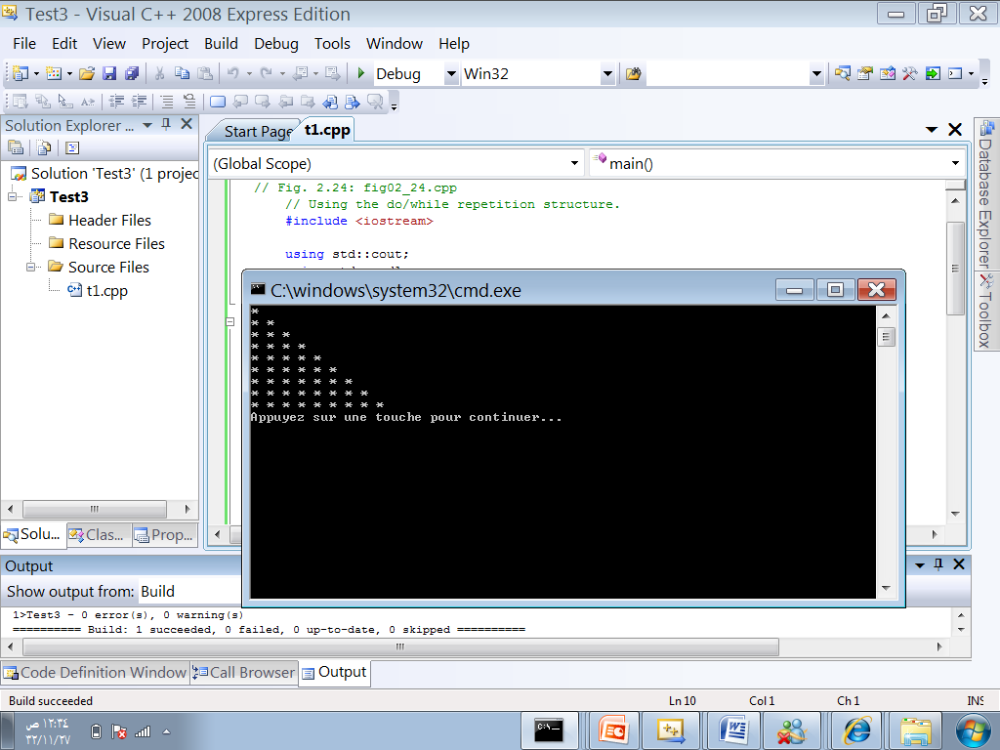 Test3 - Visual C++ 2008 Express Edition
File Edit View Project Build Debug Tools Window Help
Debug Win32
Solution Explorer ...
Start Page t1.cpp
(Global Scope) main()
Solution 'Test3' (1 projec
Test3
Header Files
Resource Files
Source Files
t1.cpp
// Fig. 2.24: fig02_24.cpp
// Using the do/while repetition structure.
#include <iostream>
using std::cout;
Database Explorer
Toolbox
C:\windows\system32\cmd.exe
*
* *
* * *
* * * *
* * * * *
* * * * * *
* * * * * * *
* * * * * * * *
* * * * * * * * *
Appuyez sur une touche pour continuer...
Solu... Clas... Prop...
Output
Show output from: Build
1>Test3 - 0 error(s), 0 warning(s)
========== Build: 1 succeeded, 0 failed, 0 up-to-date, 0 skipped ==========
Code Definition Window Call Browser Output
Build succeeded Ln 10 Col 1 Ch 1 INS
١٢:٣٤ ص
٣٢/١١/٢٧
C:\